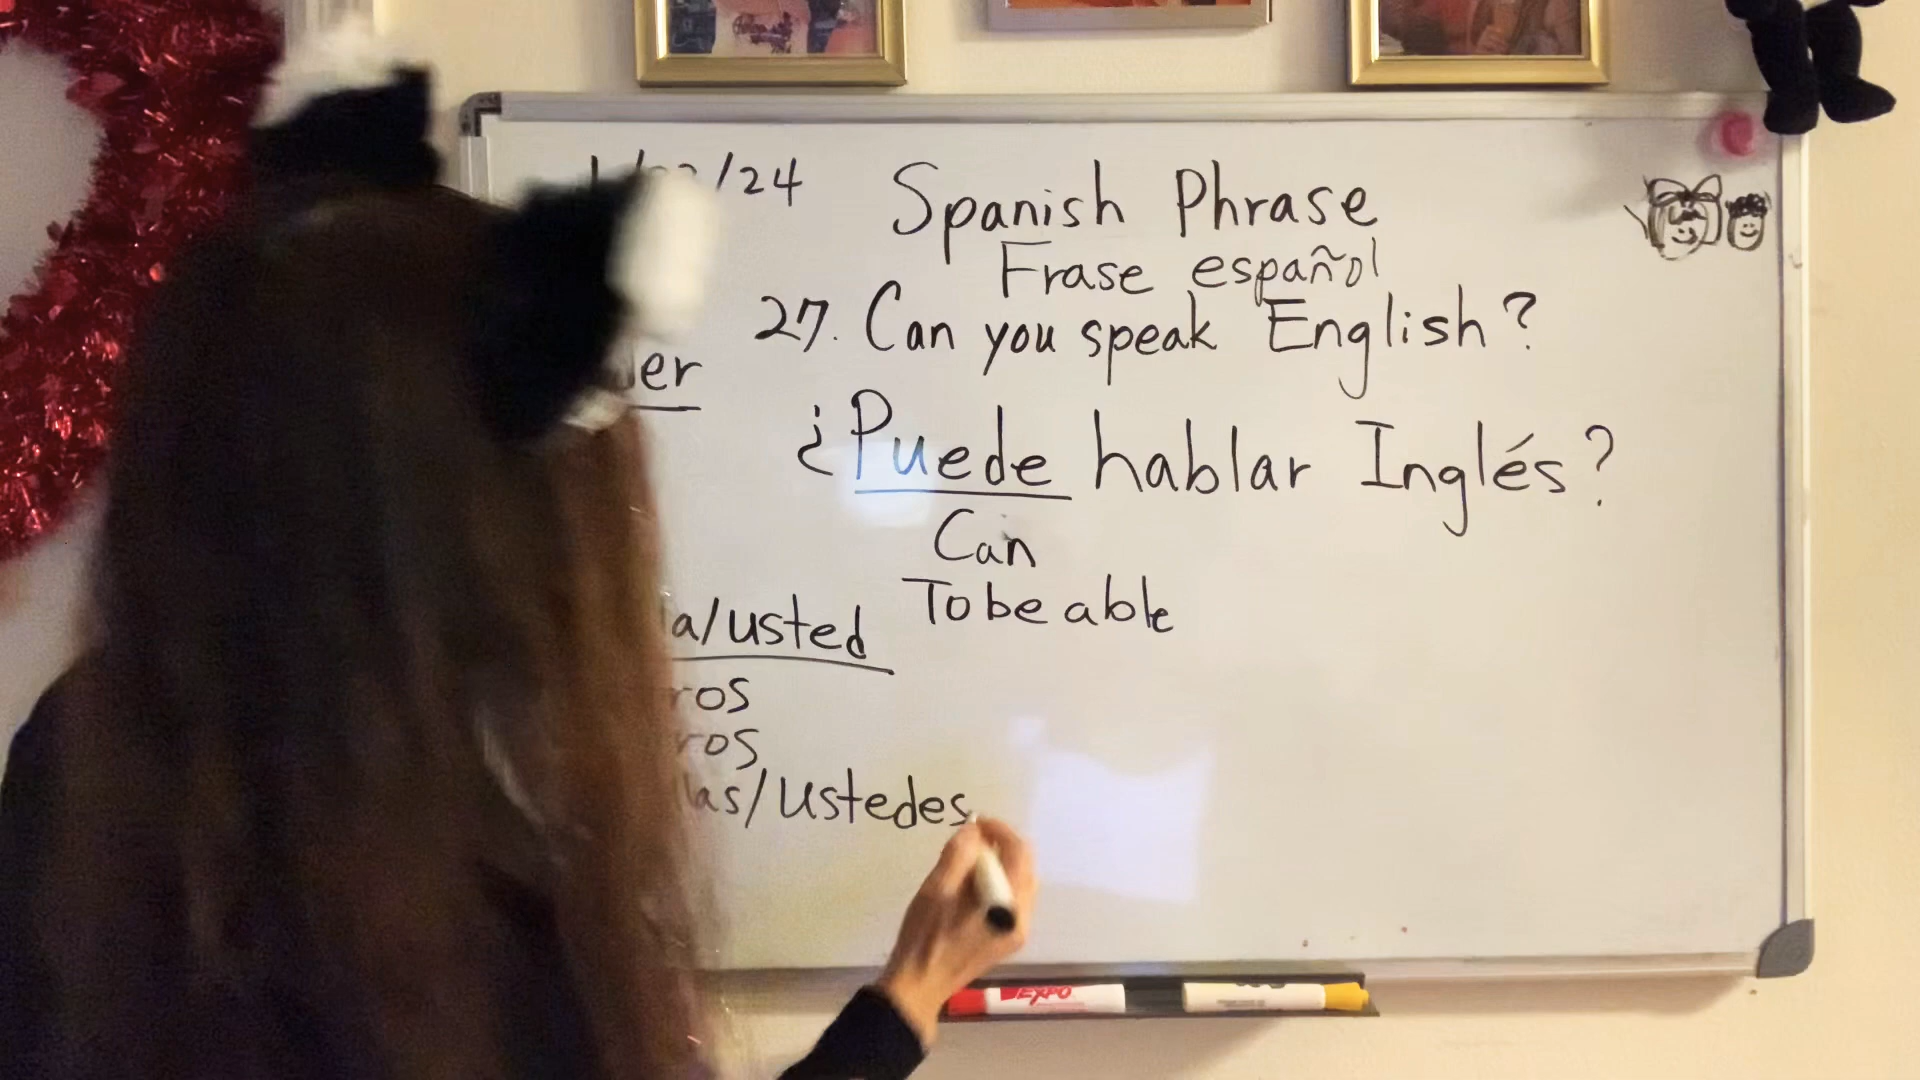 /24
Spanish Phrase
Frase español
27. Can you speak English?
¿Puede hablar Inglés?
Can
To be able
a/usted
ros
ros
las/ustedes
EXPO